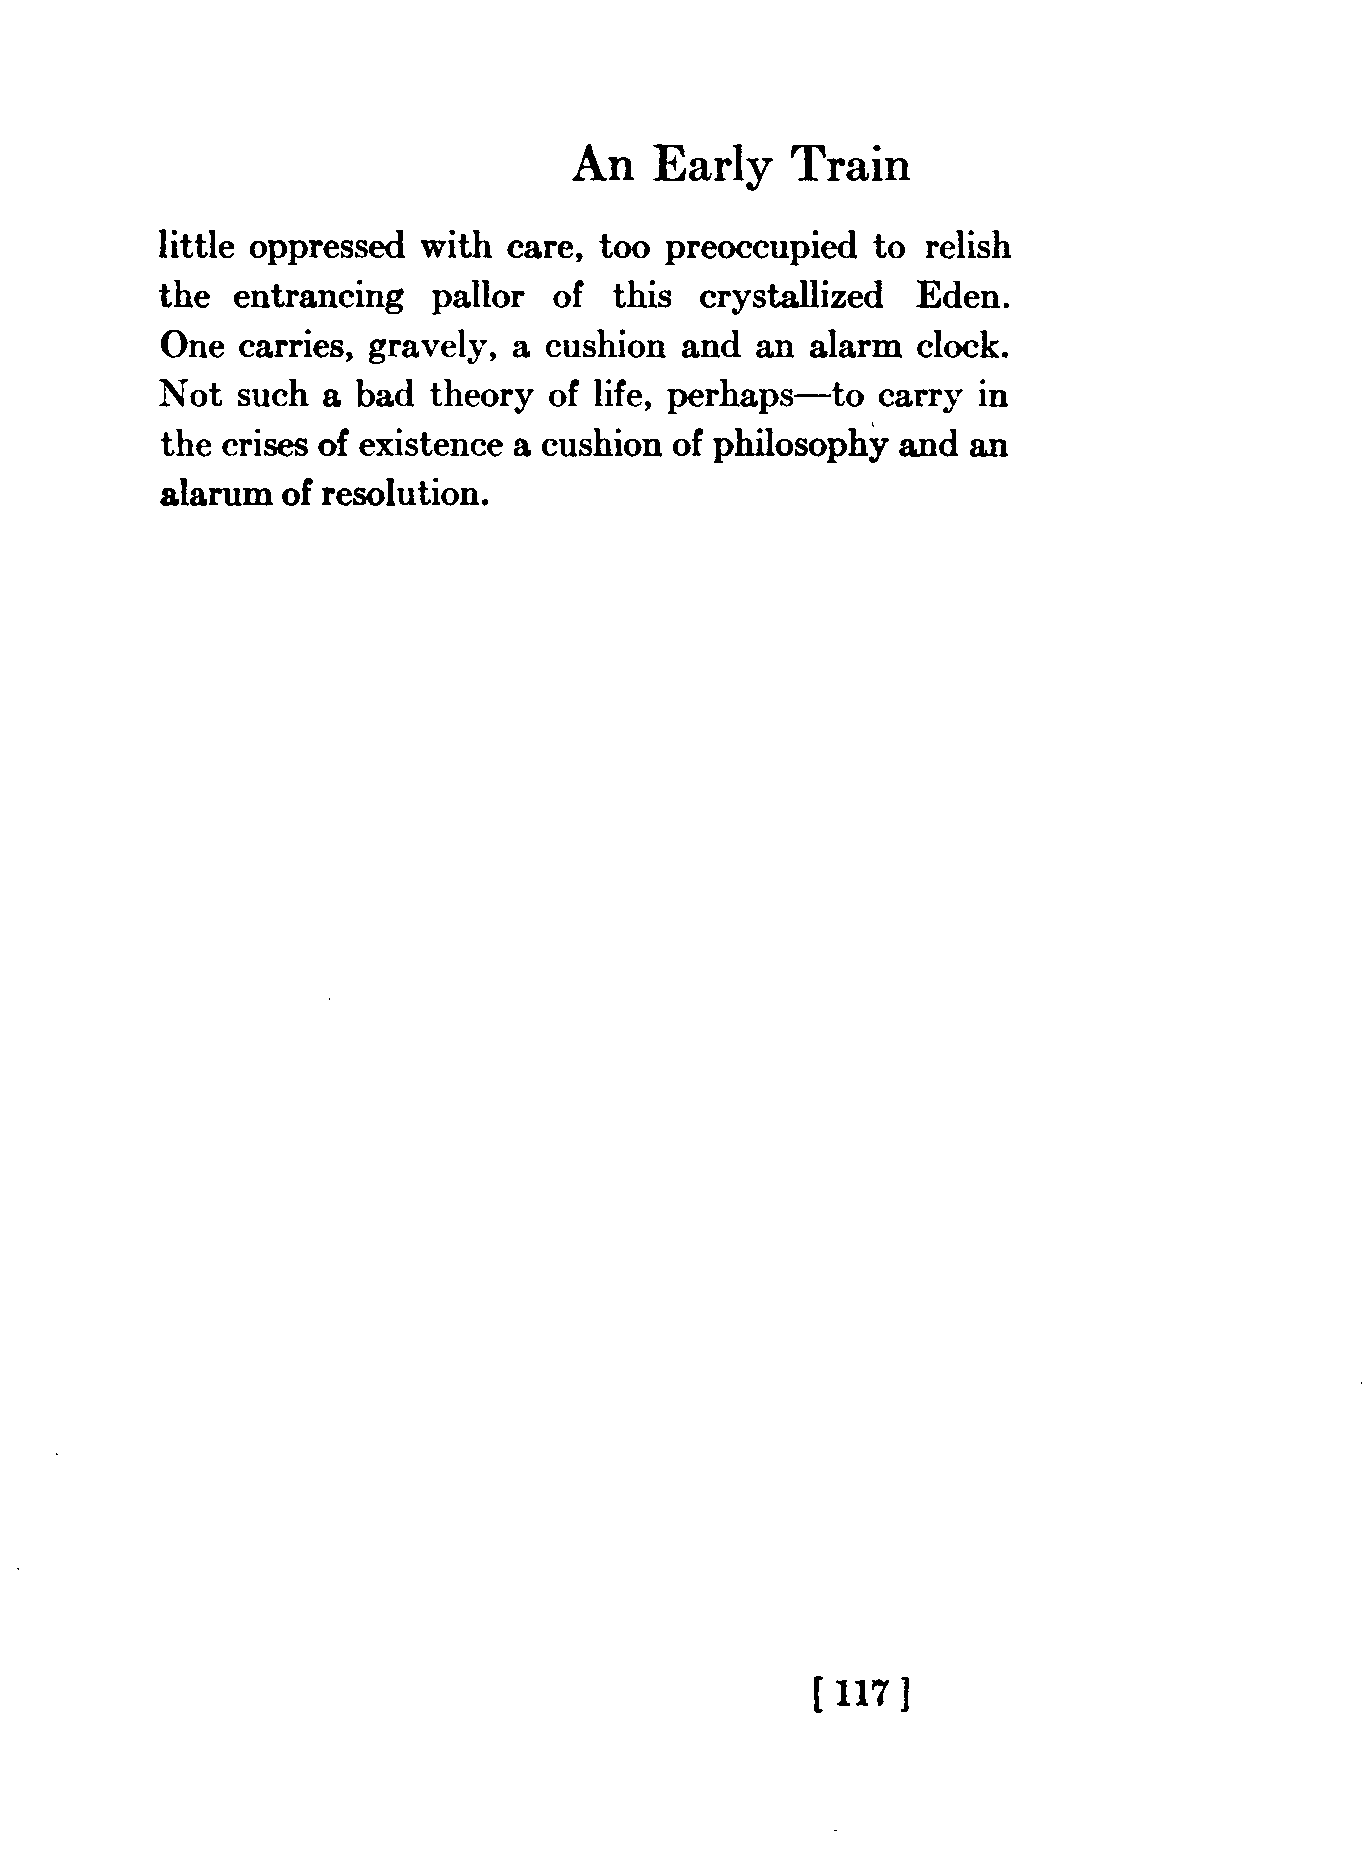 An Early Train
little oppressed with care, too preoccupied to relish
the entrancing pallor of this crystallized Eden.
One carries, gravely, a cushion and an alarm clock.
Not such a bad theory of life, perhaps—to carry in
the crises of existence a cushion of philosophy and an
alarum of resolution.
[ 117 ]